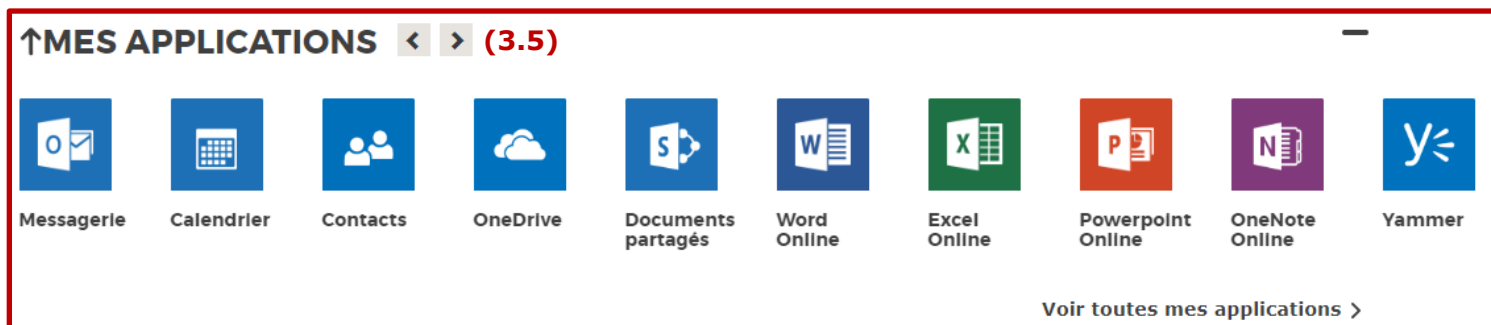 ↑MES APPLICATIONS < > (3.5)
Messagerie Calendrier Contacts OneDrive Documents partagés Word Online Excel Online Powerpoint Online OneNote Online Yammer
Voir toutes mes applications >